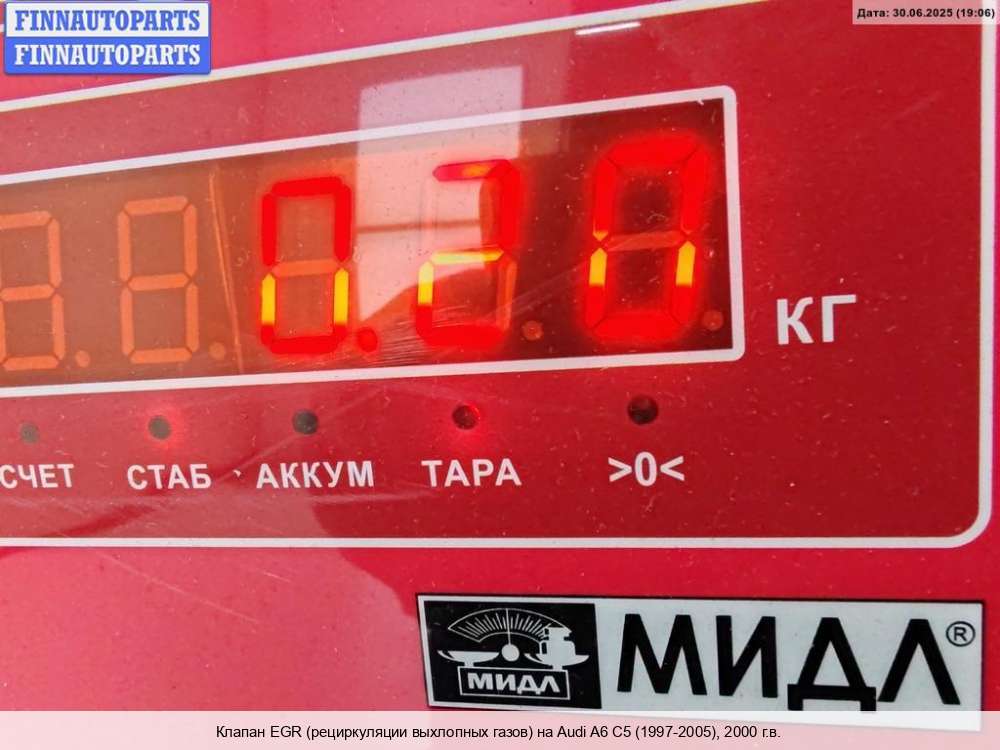 FINNAUTOPARTS
FINNAUTOPARTS
Дата: 30.06.2025 (19:06)
0.20
КГ
СЧЕТ СТАБ АККУМ ТАРА >0<
МИДЛ МИДЛ®
Клапан EGR (рециркуляции выхлопных газов) на Audi A6 C5 (1997-2005), 2000 г.в.